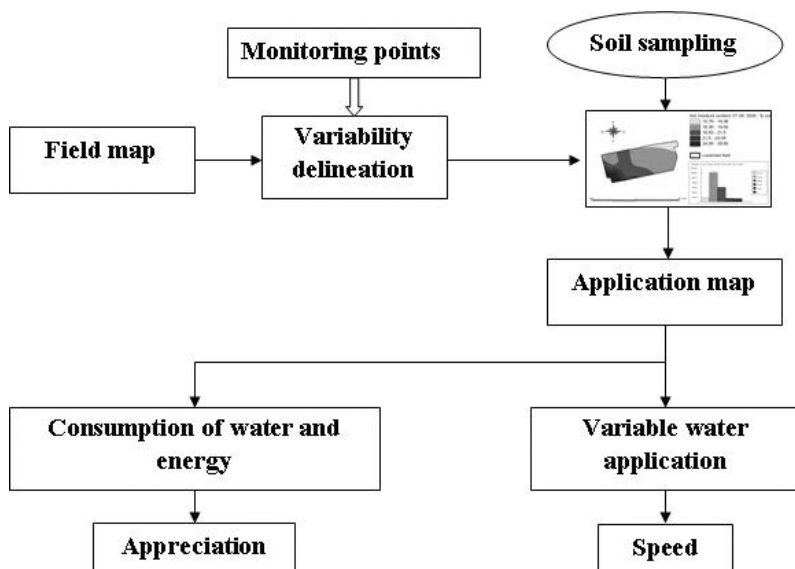 Monitoring points
Soil sampling
Field map
Variability
delineation
Application map
Consumption of water and
energy
Variable water
application
Appreciation
Speed